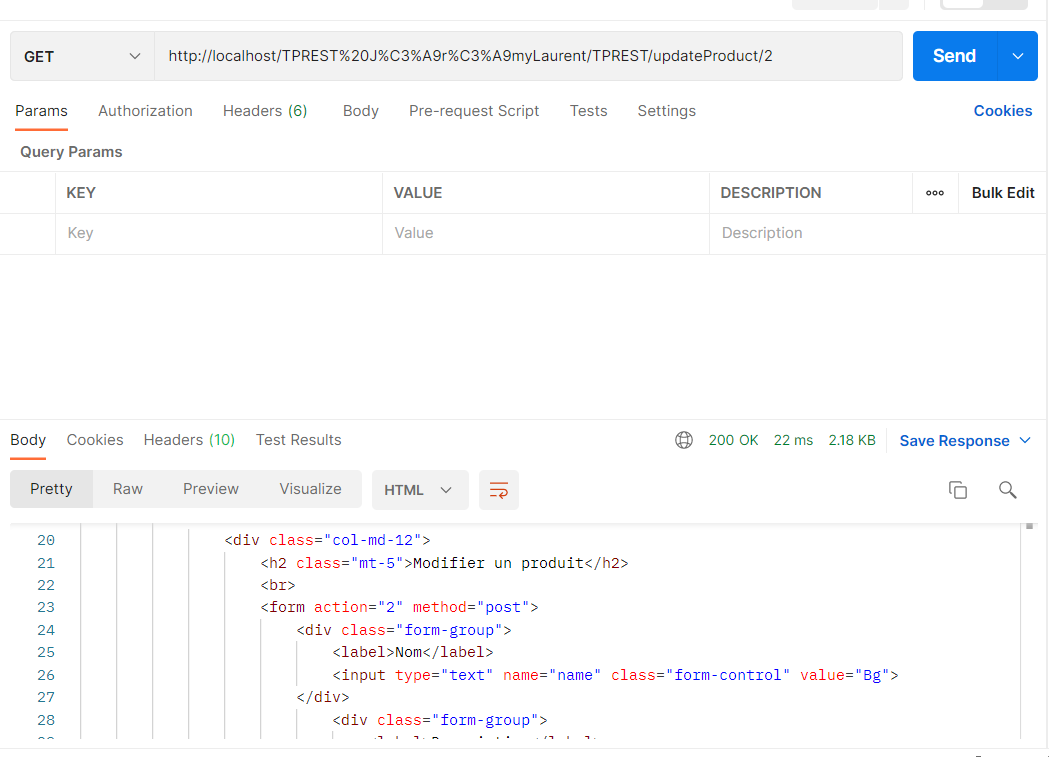 GET http://localhost/TPREST%20J%C3%A9r%C3%A9myLaurent/TPREST/updateProduct/2 Send
Params Authorization Headers (6) Body Pre-request Script Tests Settings Cookies
Query Params
KEY VALUE DESCRIPTION ooo Bulk Edit
Key Value Description
Body Cookies Headers (10) Test Results 200 OK 22 ms 2.18 KB Save Response
Pretty Raw Preview Visualize HTML
20 <div class="col-md-12">
21 <h2 class="mt-5">Modifier un produit</h2>
22 <br>
23 <form action="2" method="post">
24 <div class="form-group">
25 <label>Nom</label>
26 <input type="text" name="name" class="form-control" value="Bg">
27 </div>
28 <div class="form-group">